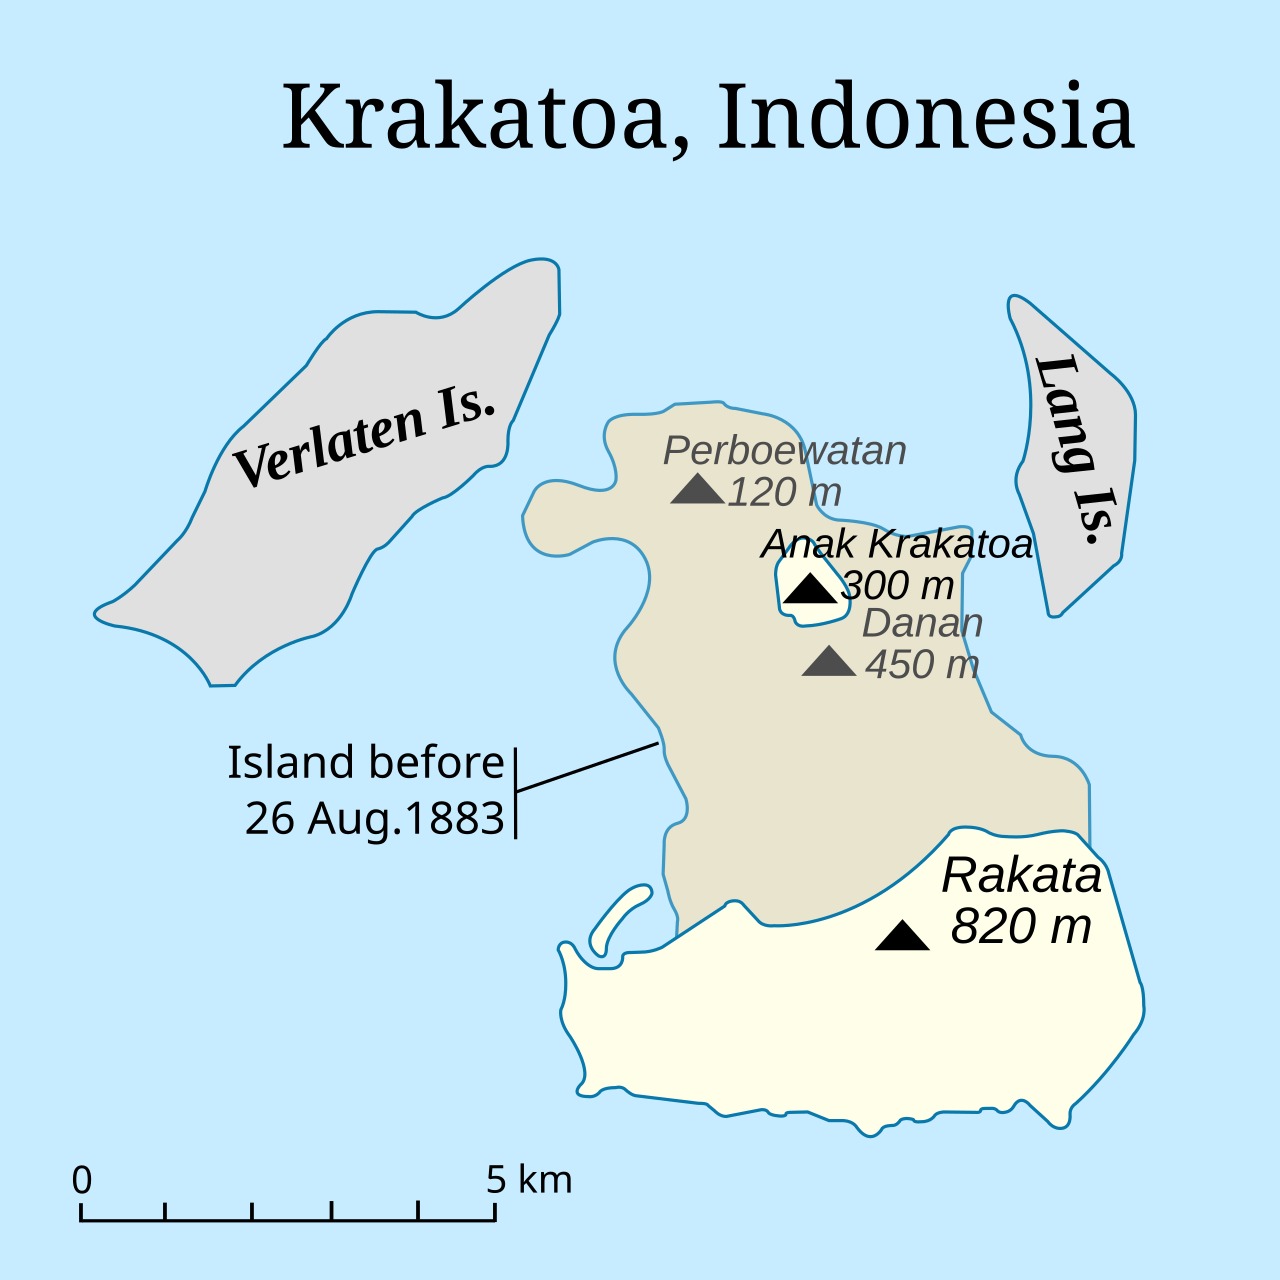 Krakatoa, Indonesia
Verlaten Is.
Lang Is.
Perboewatan
120 m
Anak Krakatoa
300 m
Danan
450 m
Island before
26 Aug.1883
Rakata
820 m
0 5 km